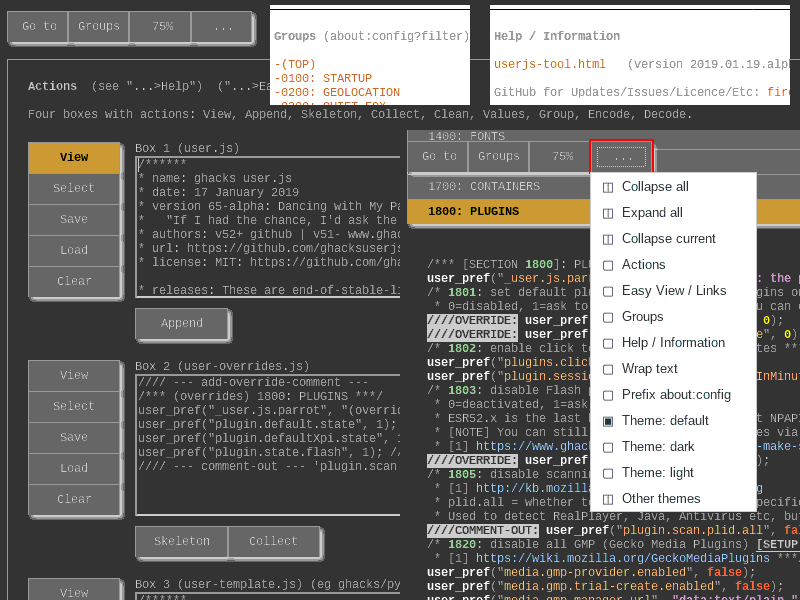 Go to Groups 75% ...
Groups (about:config?filter)
-(TOP)
-0100: STARTUP
-0200: GEOLOCATION
Help / Information
userjs-tool.html (version 2019.01.19.alp
GitHub for Updates/Issues/Licence/Etc: fire
Actions (see "...>Help") ("...>Ea
Four boxes with actions: View, Append, Skeleton, Collect, Clean, Values, Group, Encode, Decode.
View
Select
Save
Load
Clear
Box 1 (user.js)
/******
* name: ghacks user.js
* date: 17 January 2019
* version 65-alpha: Dancing with My Pa
* "If I had the chance, I'd ask the
* authors: v52+ github | v51- www.ghac
* url: https://github.com/ghacksuserjs
* license: MIT: https://github.com/gha
* releases: These are end-of-stable-li
Append
View
Select
Save
Load
Clear
Box 2 (user-overrides.js)
//// --- add-override-comment ---
/*** (overrides) 1800: PLUGINS ***/
user_pref("_user.js.parrot", "(overrid
user_pref("plugin.default.state", 1);
user_pref("plugin.defaultXpi.state", 1
user_pref("plugin.state.flash", 1); //
//// --- comment-out --- 'plugin.scan
Skeleton Collect
View
Box 3 (user-template.js) (eg ghacks/py
/******
1400: FONTS
Go to Groups 75% ...
1700: CONTAINERS
1800: PLUGINS
Collapse all
Expand all
Collapse current
Actions
Easy View / Links
Groups
Help / Information
Wrap text
Prefix about:config
Theme: default
Theme: dark
Theme: light
Other themes
/*** [SECTION 1800]: PLU
user_pref("_user.js.par : the p
/* 1801: set default plu gins on
* 0=disabled, 1=ask to u can o
////OVERRIDE: user_pref 0);
////OVERRIDE: user_pref e", 0);
/* 1802: enable click to tes **
user_pref("plugins.clic
user_pref("plugin.sessio InMinut
/* 1803: disable Flash p
* 0=deactivated, 1=ask
* ESR52.x is the last b t NPAPI
* [NOTE] You can still es via
* [1] https://www.ghac -make-s
////OVERRIDE: user_pref );
/* 1805: disable scannin
* [1] http://kb.mozilla g
* plid.all = whether t specific
* Used to detect RealPlayer, Java, Antivirus etc, bu
////COMMENT-OUT: user_pref("plugin.scan.plid.all", fal
/* 1820: disable all GMP (Gecko Media Plugins) [SETUP
* [1] https://wiki.mozilla.org/GeckoMediaPlugins ***
user_pref("media.gmp-provider.enabled", false);
user_pref("media.gmp.trial-create.enabled", false);
user_pref("media.gmp-manager.url", "data:text/plain,"